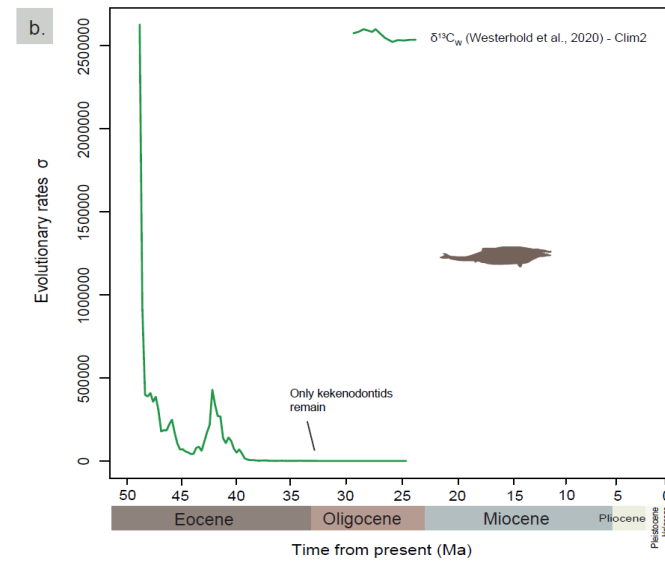 b.
δ¹³Cw (Westerhold et al., 2020) - Clim2
Evolutionary rates σ
2500000
2000000
1500000
1000000
500000
0
Only kekenodontids
remain
50 45 40 35 30 25 20 15 10 5 0
Eocene Oligocene Miocene Pliocene Pleistocene
Time from present (Ma)